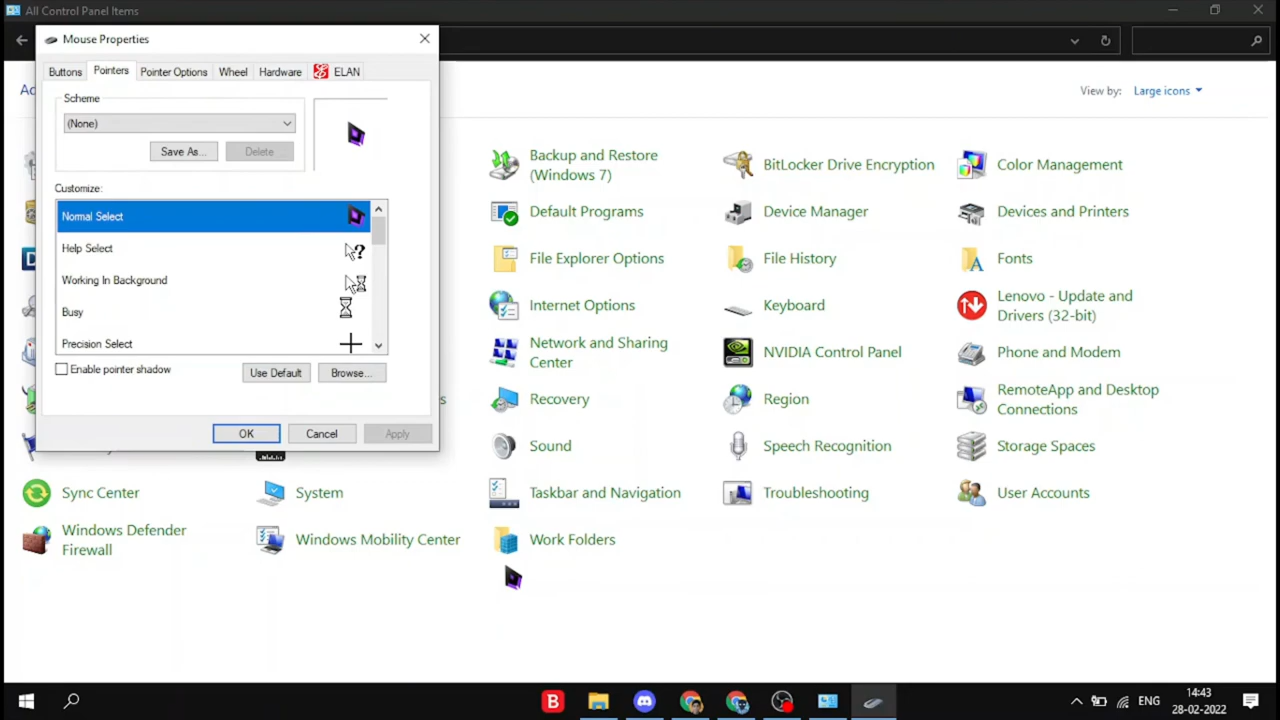 All Control Panel Items
Mouse Properties
Buttons
Pointers
Pointer Options
Wheel
Hardware
ELAN
Scheme
(None)
Save As...
Delete
Customize:
Normal Select
Help Select
Working In Background
Busy
Precision Select
Enable pointer shadow
Use Default
Browse...
OK
Cancel
Apply
View by:
Large icons
Backup and Restore
(Windows 7)
BitLocker Drive Encryption
Color Management
Default Programs
Device Manager
Devices and Printers
File Explorer Options
File History
Fonts
Internet Options
Keyboard
Lenovo - Update and
Drivers (32-bit)
Network and Sharing
Center
NVIDIA Control Panel
Phone and Modem
Recovery
Region
RemoteApp and Desktop
Connections
Sound
Speech Recognition
Storage Spaces
Sync Center
System
Taskbar and Navigation
Troubleshooting
User Accounts
Windows Defender
Firewall
Windows Mobility Center
Work Folders
B
ENG
14:43
28-02-2022